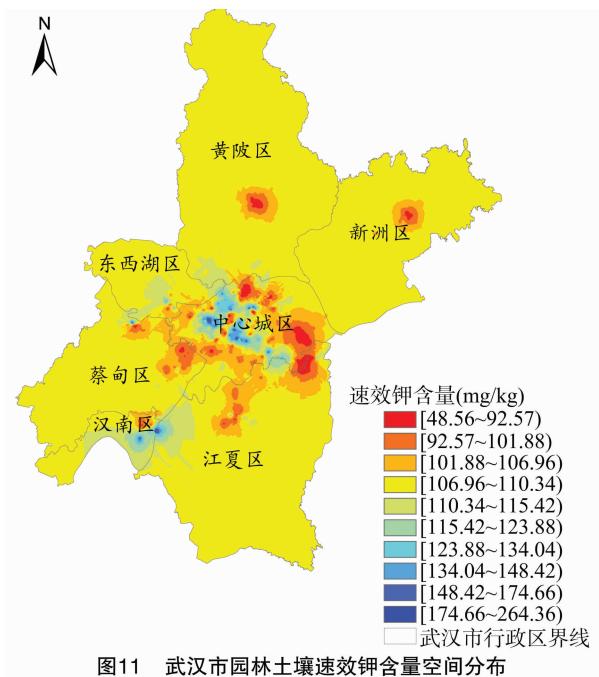 N
黄陂区
新洲区
东西湖区
中心城区
蔡甸区
汉南区
江夏区
速效钾含量(mg/kg)
[48.56~92.57)
[92.57~101.88)
[101.88~106.96)
[106.96~110.34)
[110.34~115.42)
[115.42~123.88)
[123.88~134.04)
[134.04~148.42)
[148.42~174.66)
[174.66~264.36)
武汉市行政区界线
图11 武汉市园林土壤速效钾含量空间分布